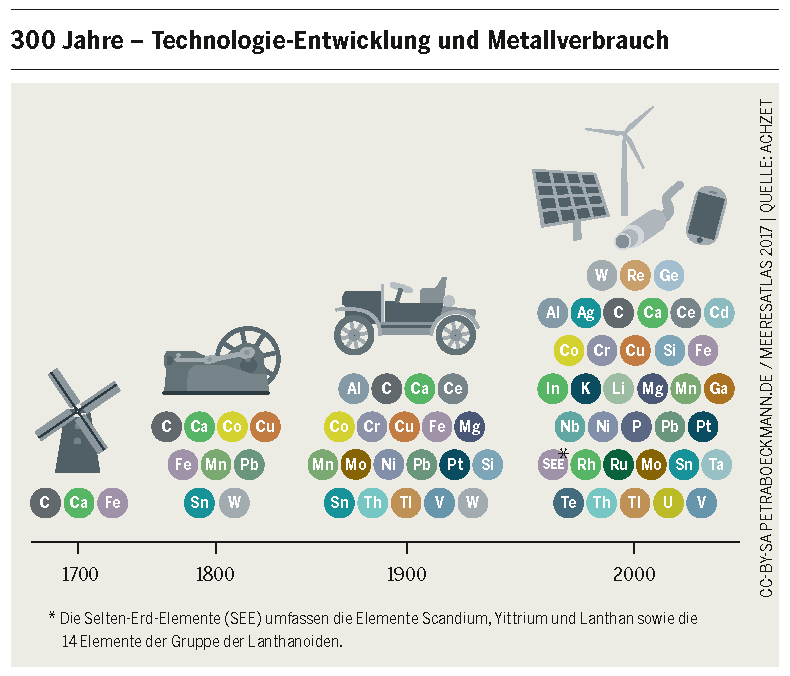 300 Jahre – Technologie-Entwicklung und Metallverbrauch
CC-BY-SA PETRABOECKMANN.DE / MEERESATLAS 2017 | QUELLE: ACHZET
C Ca Fe
1700
C Ca Co Cu
Fe Mn Pb
Sn W
1800
Al C Ca Ce
Co Cr Cu Fe Mg
Mn Mo Ni Pb Pt Si
Sn Th Tl V W
1900
W Re Ge
Al Ag C Ca Ce Cd
Co Cr Cu Si Fe
In K Li Mg Mn Ga
Nb Ni P Pb Pt
SEE* Rh Ru Mo Sn Ta
Te Th Tl U V
2000
* Die Selten-Erd-Elemente (SEE) umfassen die Elemente Scandium, Yittrium und Lanthan sowie die
14 Elemente der Gruppe der Lanthanoiden.